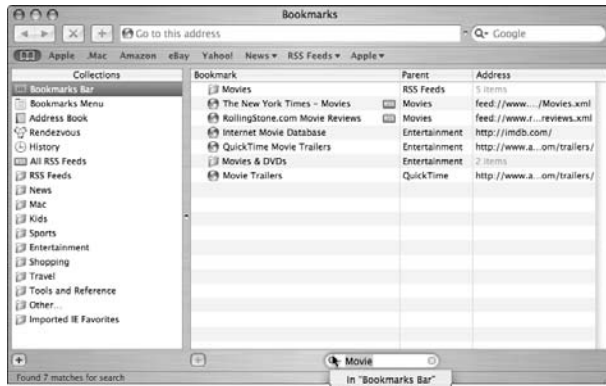 Bookmarks
Go to this address
Google
Apple .Mac Amazon eBay Yahoo! News RSS Feeds Apple
Collections Bookmark Parent Address
Bookmarks Bar Movies RSS Feeds 5 items
Bookmarks Menu The New York Times – Movies RSS Movies feed://www..../Movies.xml
Address Book RollingStone.com Movie Reviews RSS Movies feed://www.r...reviews.xml
Rendezvous Internet Movie Database Entertainment http://imdb.com/
History QuickTime Movie Trailers Entertainment http://www.a...om/trailers/
RSS All RSS Feeds Movies & DVDs Entertainment 2 items
RSS Feeds Movie Trailers QuickTime http://www.a...om/trailers/
News
Mac
Kids
Sports
Entertainment
Shopping
Travel
Tools and Reference
Other...
Imported IE Favorites
Movie
Found 7 matches for search
In "Bookmarks Bar"